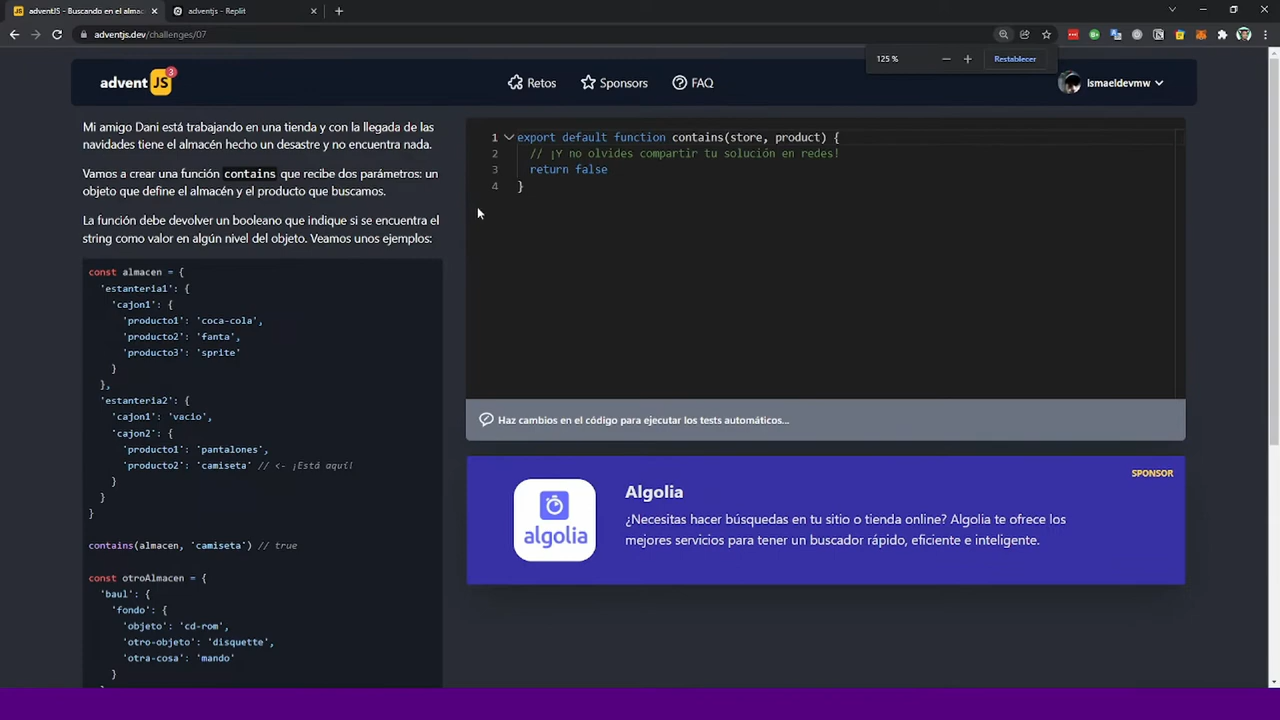 adventJS - Buscando en el almac
adventjs - Replit
adventjs.dev/challenges/07
125 %
Restablecer
advent JS 3
Retos
Sponsors
FAQ
ismaeldevmw
Mi amigo Dani está trabajando en una tienda y con la llegada de las
navidades tiene el almacén hecho un desastre y no encuentra nada.
Vamos a crear una función contains que recibe dos parámetros: un
objeto que define el almacén y el producto que buscamos.
La función debe devolver un booleano que indique si se encuentra el
string como valor en algún nivel del objeto. Veamos unos ejemplos:
const almacen = {
'estanteria1': {
'cajon1': {
'producto1': 'coca-cola',
'producto2': 'fanta',
'producto3': 'sprite'
}
},
'estanteria2': {
'cajon1': 'vacio',
'cajon2': {
'producto1': 'pantalones',
'producto2': 'camiseta' // <- ¡Está aquí!
}
}
}
contains(almacen, 'camiseta') // true
const otroAlmacen = {
'baul': {
'fondo': {
'objeto': 'cd-rom',
'otro-objeto': 'disquette',
'otra-cosa': 'mando'
}
1 export default function contains(store, product) {
2 // ¡Y no olvides compartir tu solución en redes!
3 return false
4 }
Haz cambios en el código para ejecutar los tests automáticos...
SPONSOR
algolia
Algolia
¿Necesitas hacer búsquedas en tu sitio o tienda online? Algolia te ofrece los
mejores servicios para tener un buscador rápido, eficiente e inteligente.